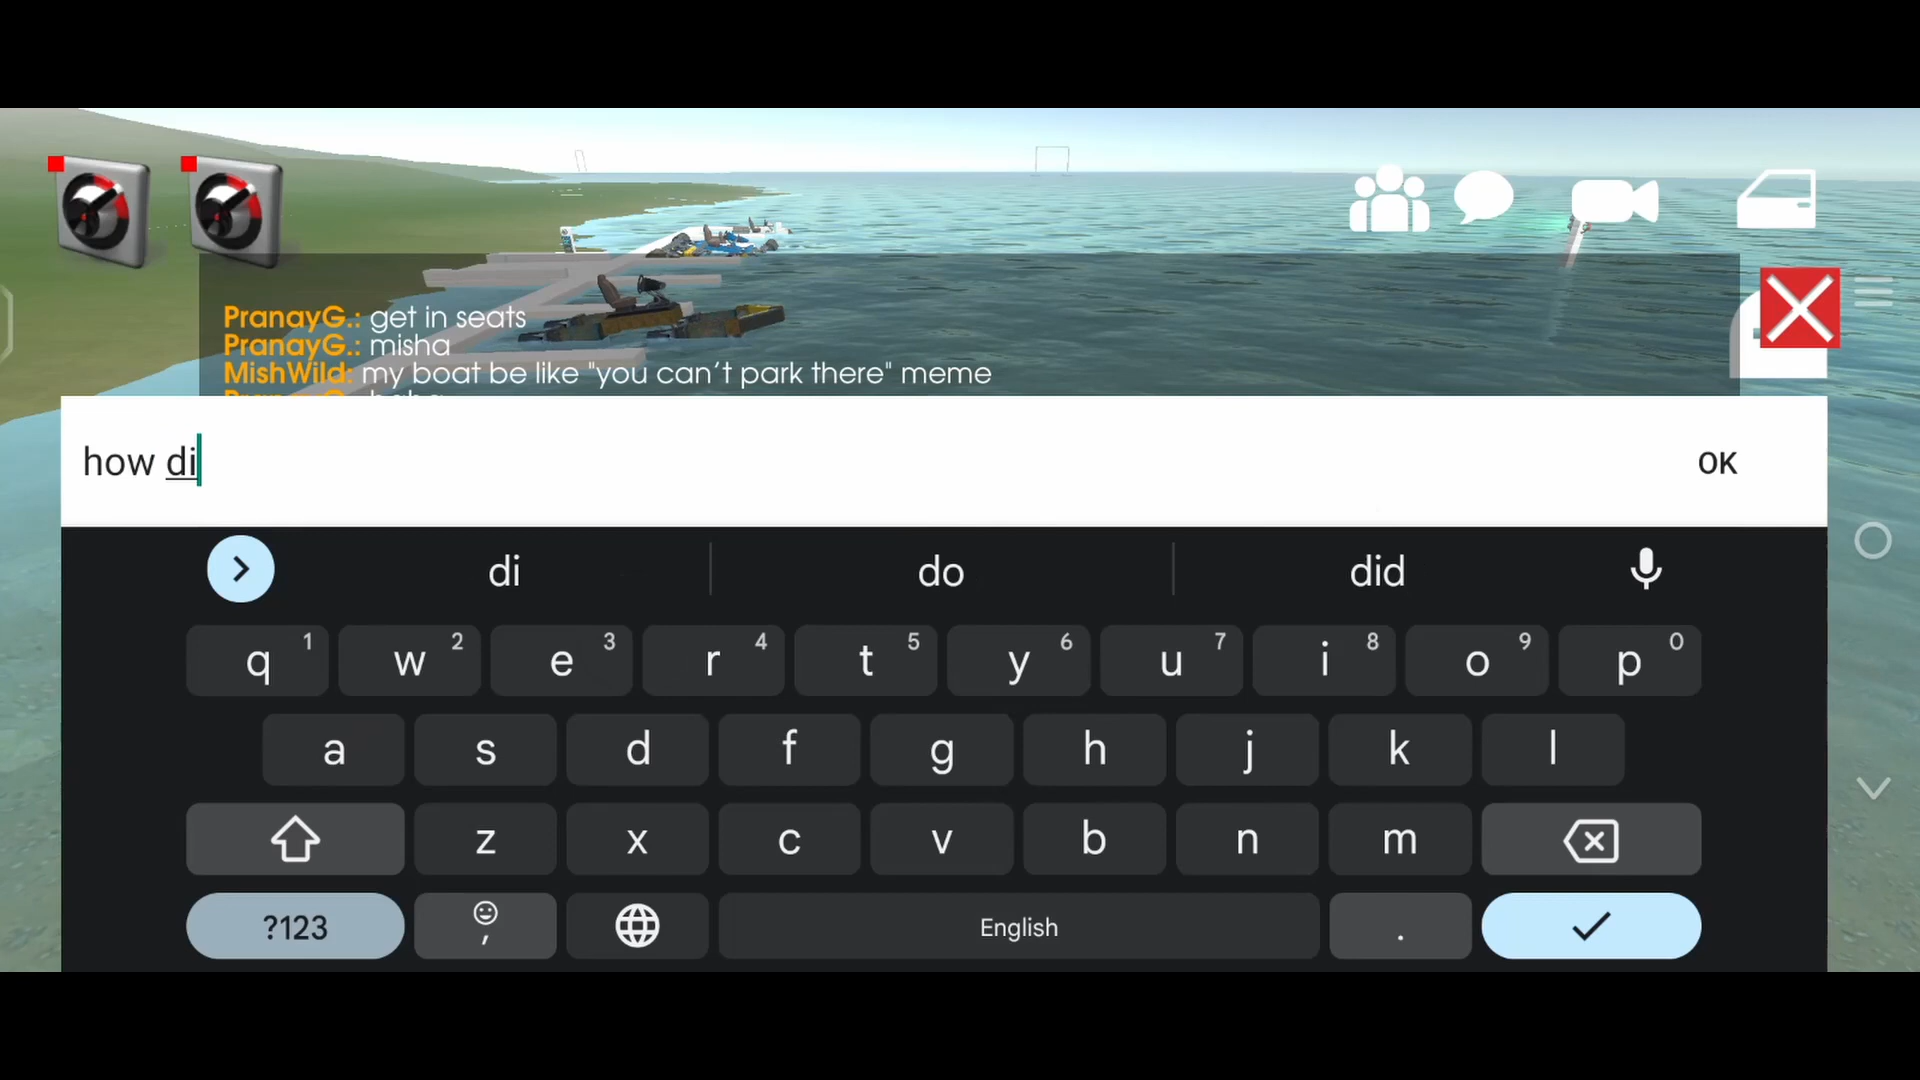 PranayG.: get in seats
PranayG.: misha
MishWild: my boat be like "you can't park there" meme
how di
OK
di do did
q 1 w 2 e 3 r 4 t 5 y 6 u 7 i 8 o 9 p 0
a s d f g h j k l
z x c v b n m
?123 , English .